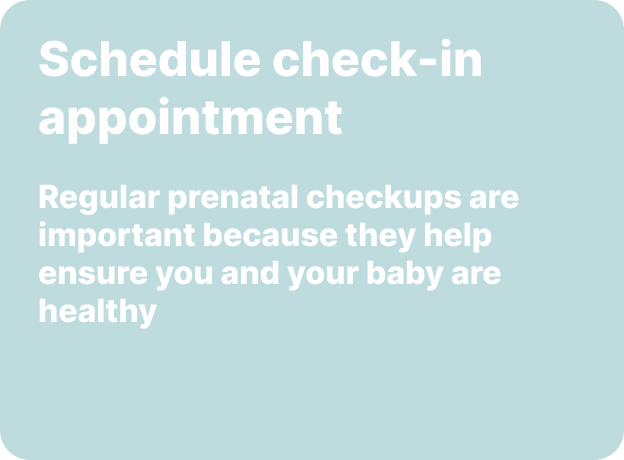 Schedule check-in
appointment
Regular prenatal checkups are
important because they help
ensure you and your baby are
healthy